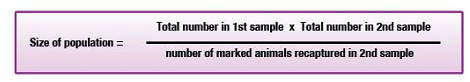 Total number in 1st sample x Total number in 2nd sample
Size of population =
number of marked animals recaptured in 2nd sample